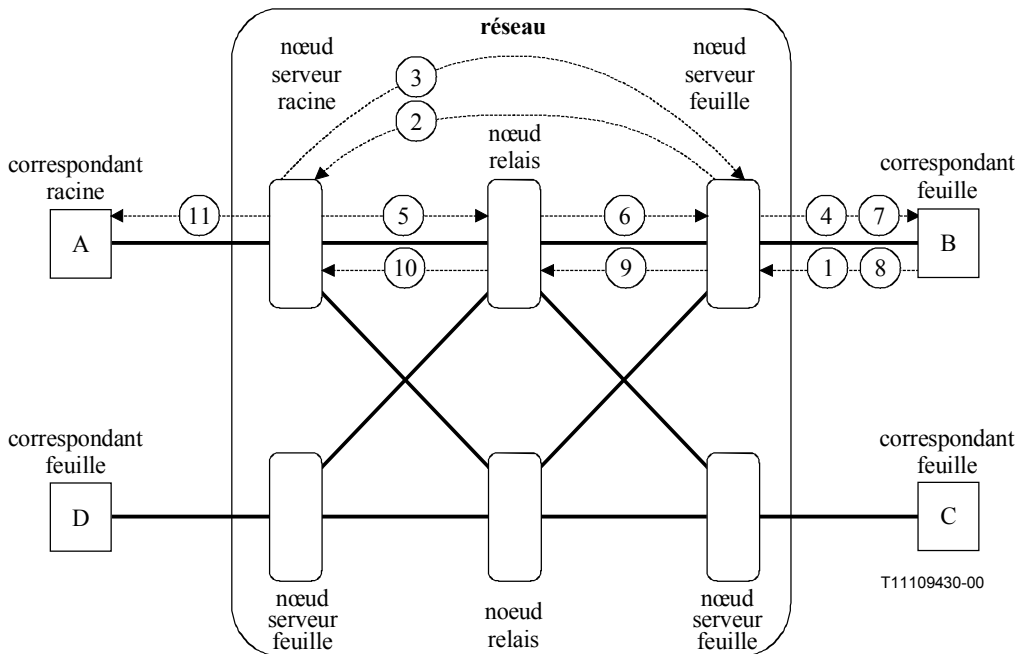 réseau
nœud
serveur
racine
nœud
serveur
feuille
3
2
nœud
relais
correspondant
racine
correspondant
feuille
A
11
5
6
4
7
B
10
9
1
8
correspondant
feuille
correspondant
feuille
D
C
T11109430-00
nœud
serveur
feuille
noeud
relais
nœud
serveur
feuille